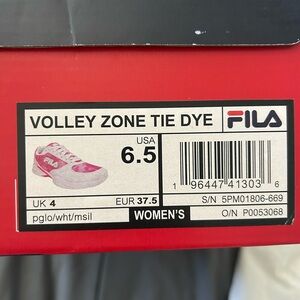 VOLLEY ZONE TIE DYE FILA
USA
6.5
1 96447 41303 6
UK 4 EUR 37.5 S/N 5PM01806-669
pglo/wht/msil WOMEN'S O/N P0053068